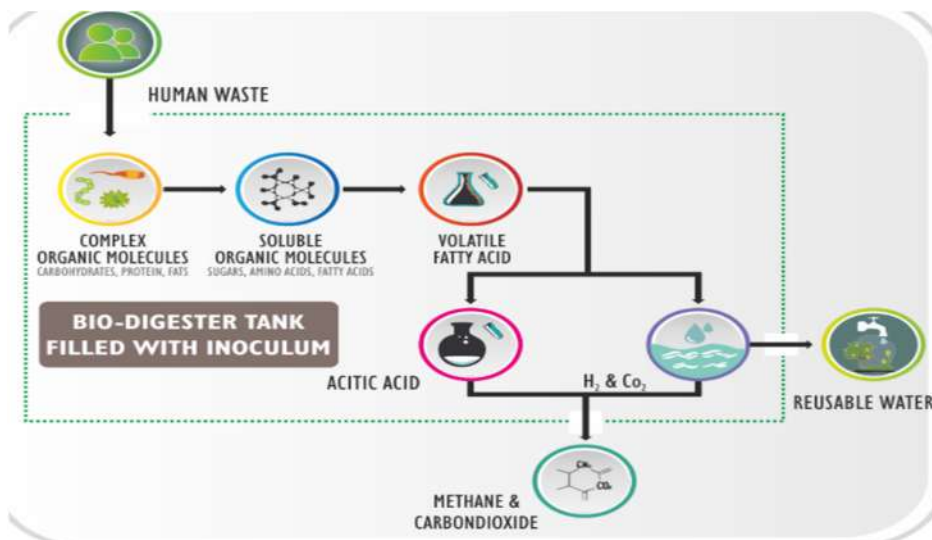 HUMAN WASTE
COMPLEX
ORGANIC MOLECULES
CARBOHYDRATES, PROTEIN, FATS
SOLUBLE
ORGANIC MOLECULES
SUGARS, AMINO ACIDS, FATTY ACIDS
VOLATILE
FATTY ACID
BIO-DIGESTER TANK
FILLED WITH INOCULUM
ACITIC ACID
H₂ & Co₂
REUSABLE WATER
METHANE &
CARBONDIOXIDE